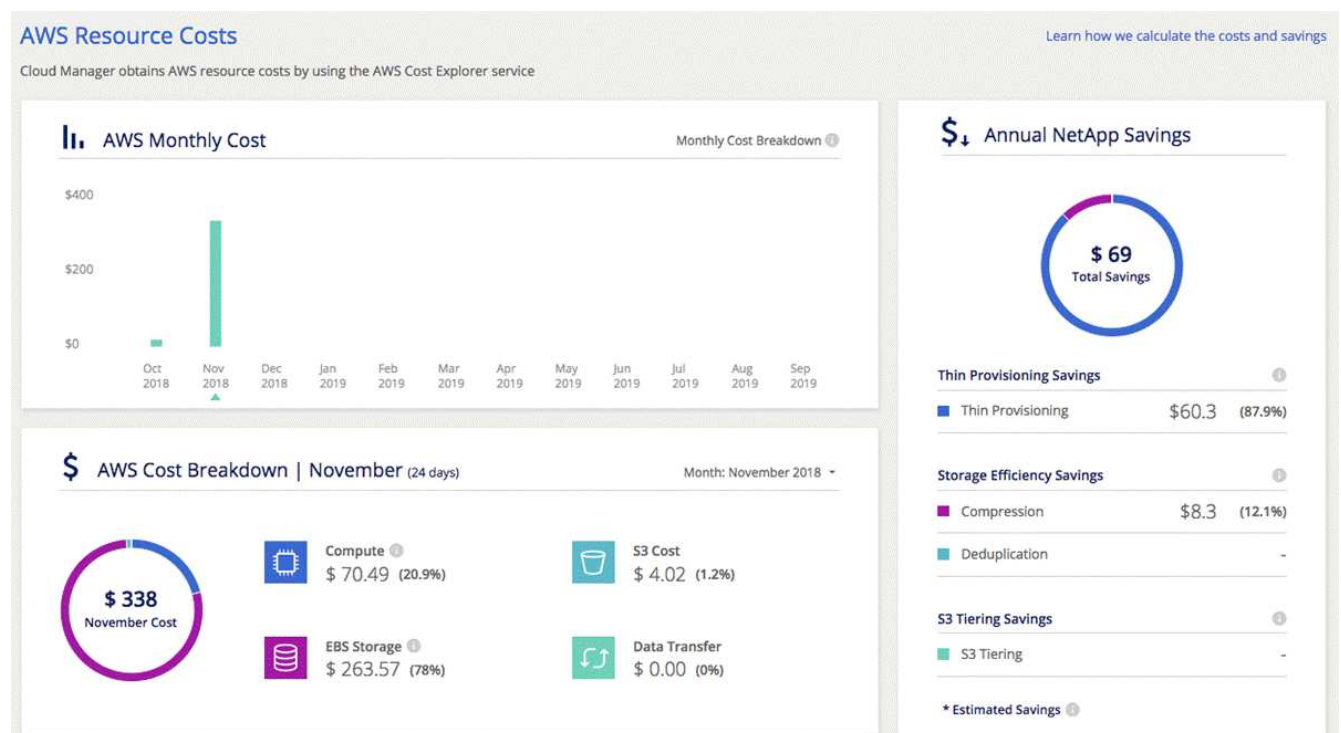 AWS Resource Costs
Learn how we calculate the costs and savings
Cloud Manager obtains AWS resource costs by using the AWS Cost Explorer service
AWS Monthly Cost
Monthly Cost Breakdown
$400
$200
$0
Oct 2018
Nov 2018
Dec 2018
Jan 2019
Feb 2019
Mar 2019
Apr 2019
May 2019
Jun 2019
Jul 2019
Aug 2019
Sep 2019
AWS Cost Breakdown | November (24 days)
Month: November 2018
$ 338
November Cost
Compute
$ 70.49 (20.9%)
S3 Cost
$ 4.02 (1.2%)
EBS Storage
$ 263.57 (78%)
Data Transfer
$ 0.00 (0%)
Annual NetApp Savings
$ 69
Total Savings
Thin Provisioning Savings
Thin Provisioning $60.3 (87.9%)
Storage Efficiency Savings
Compression $8.3 (12.1%)
Deduplication -
S3 Tiering Savings
S3 Tiering -
* Estimated Savings